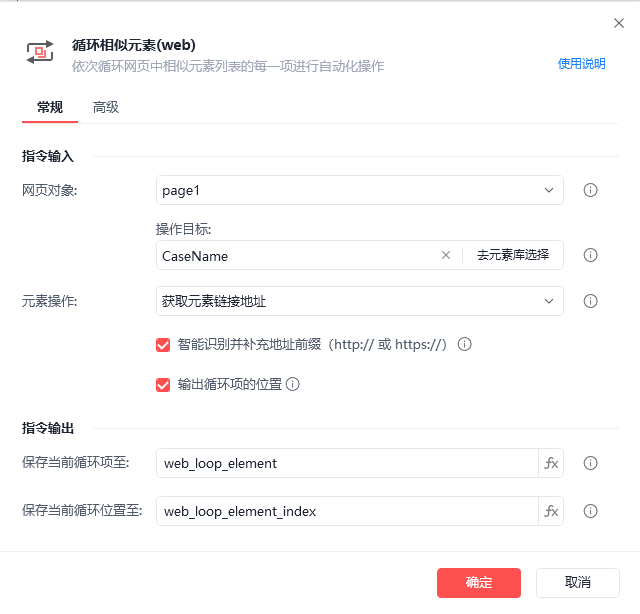 循环相似元素(web)
依次循环网页中相似元素列表的每一项进行自动化操作
使用说明
常规 高级
指令输入
网页对象: page1
操作目标:
CaseName 去元素库选择
元素操作: 获取元素链接地址
智能识别并补充地址前缀（http:// 或 https://）
输出循环项的位置
指令输出
保存当前循环项至: web_loop_element fx
保存当前循环位置至: web_loop_element_index fx
确定 取消